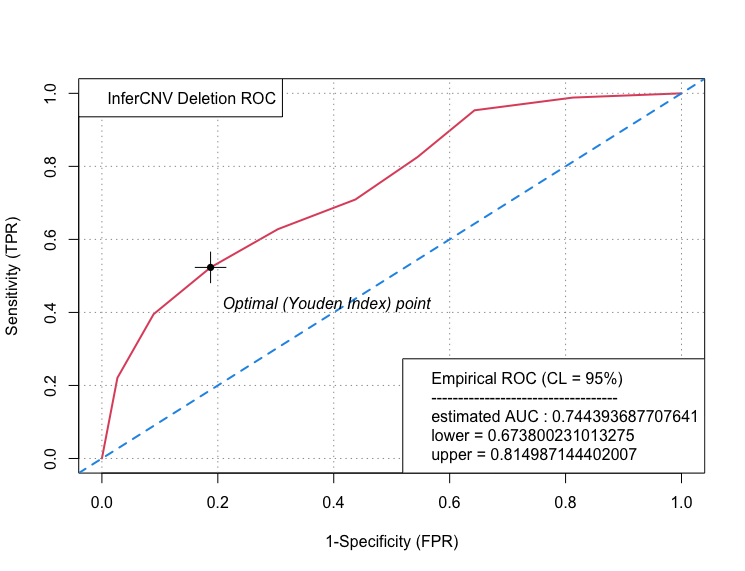 InferCNV Deletion ROC
1.0
0.8
0.6
0.4
0.2
0.0
Sensitivity (TPR)
Optimal (Youden Index) point
Empirical ROC (CL = 95%)
-----------------------------------
estimated AUC : 0.744393687707641
lower = 0.673800231013275
upper = 0.814987144402007
0.0 0.2 0.4 0.6 0.8 1.0
1-Specificity (FPR)